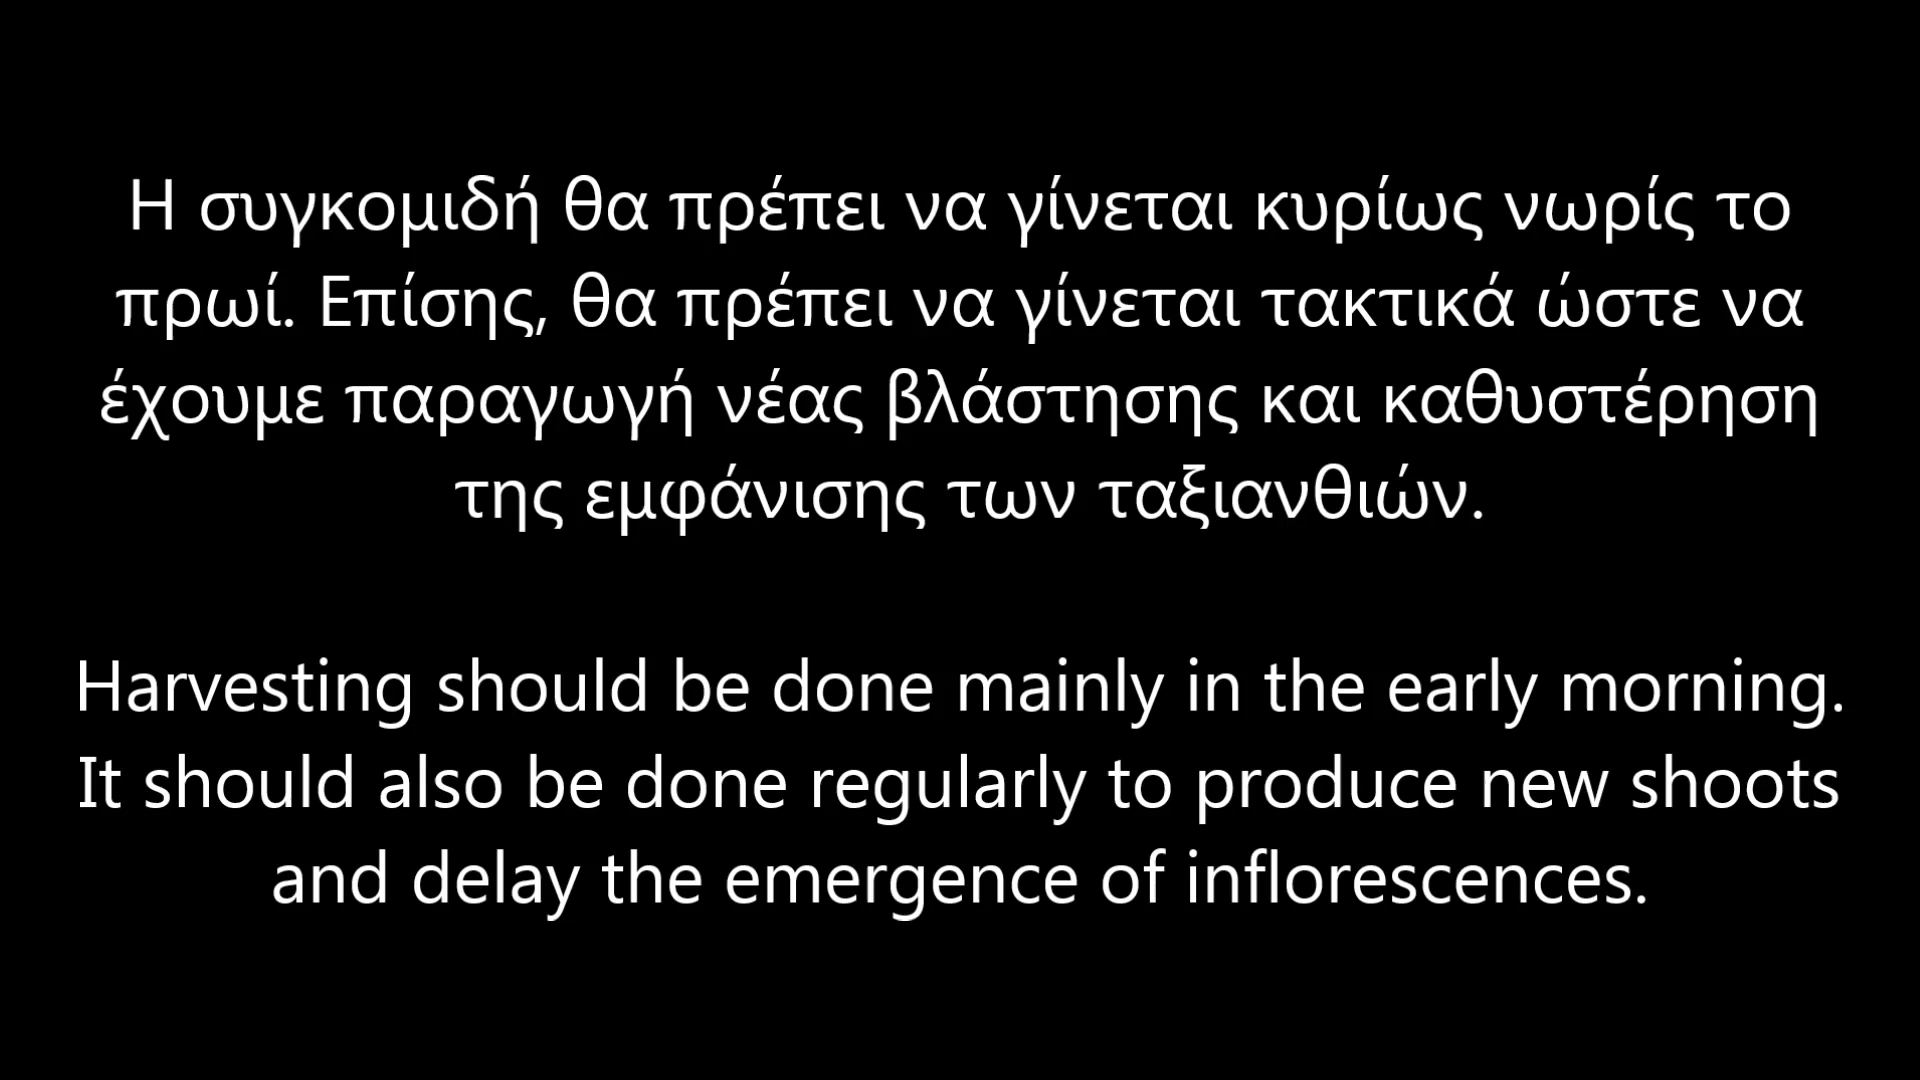 Η συγκομιδή θα πρέπει να γίνεται κυρίως νωρίς το
πρωί. Επίσης, θα πρέπει να γίνεται τακτικά ώστε να
έχουμε παραγωγή νέας βλάστησης και καθυστέρηση
της εμφάνισης των ταξιανθιών.
Harvesting should be done mainly in the early morning.
It should also be done regularly to produce new shoots
and delay the emergence of inflorescences.